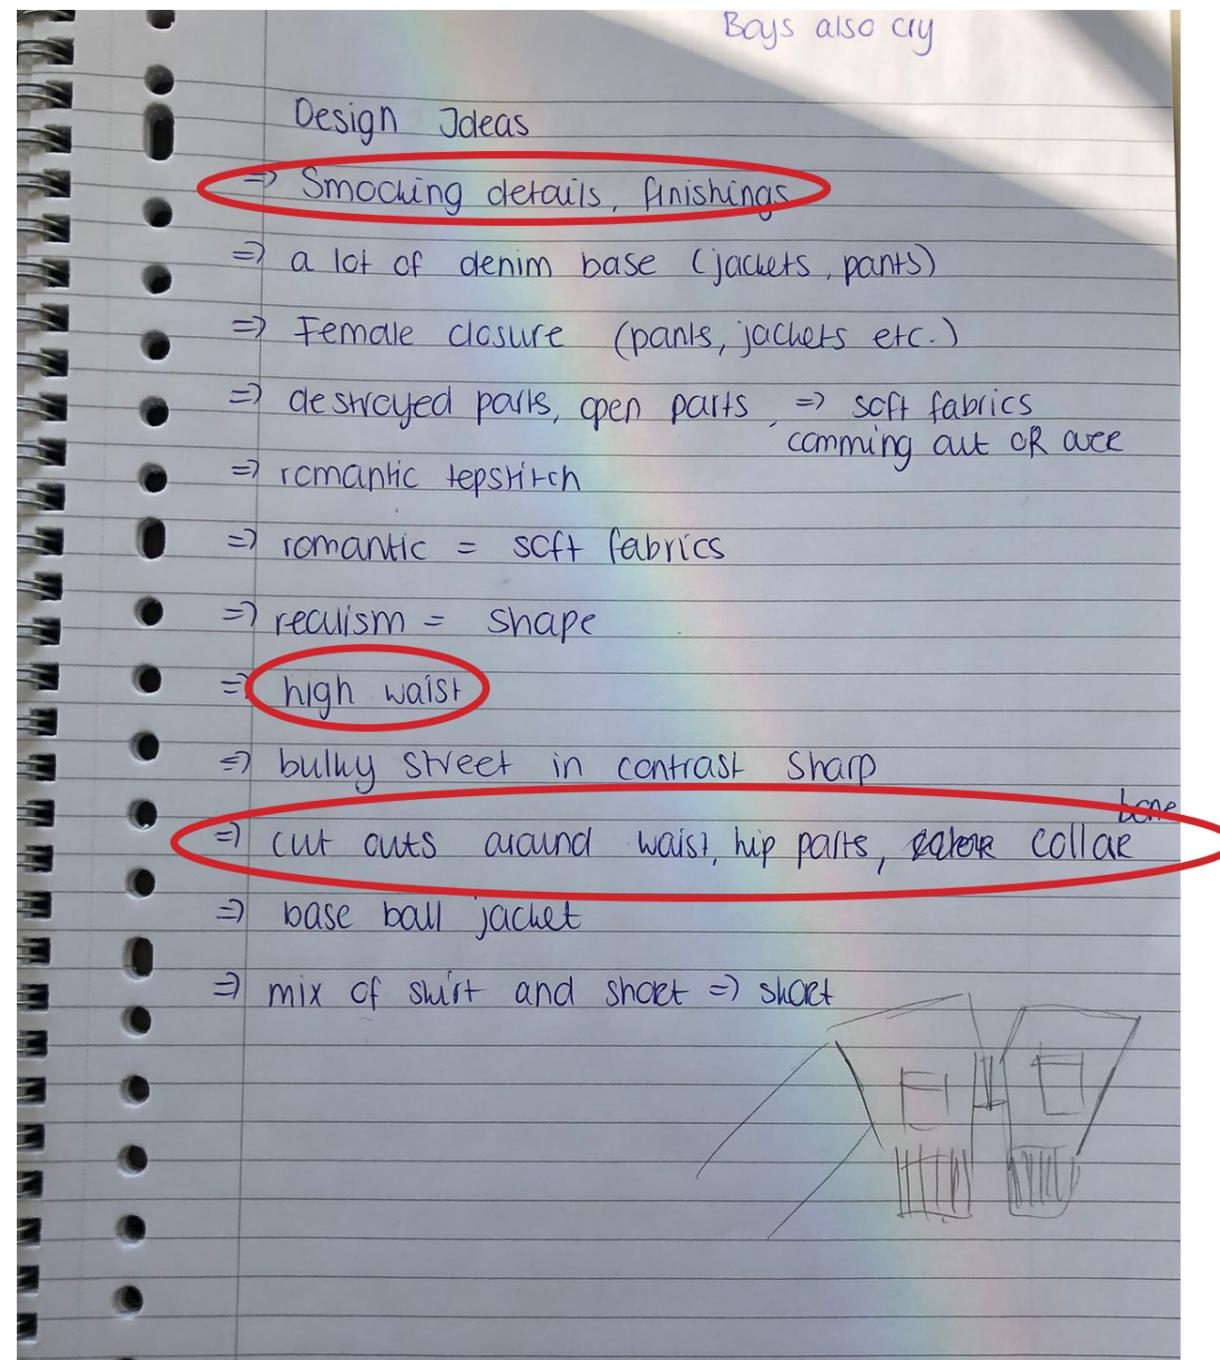 Boys also cry
Design Ideas
=> Smocking details, finishings
=> a lot of denim base (jackets, pants)
=> Female closure (pants, jackets etc.)
=> destroyed parts, open parts => soft fabrics
comming out OR over
=> romantic topstitch
=> romantic = soft fabrics
=> realism = shape
=> high waist
=> bulky street in contrast sharp
bone
=> cut outs around waist, hip parts, collar
=> base ball jacket
=> mix of shirt and short => short